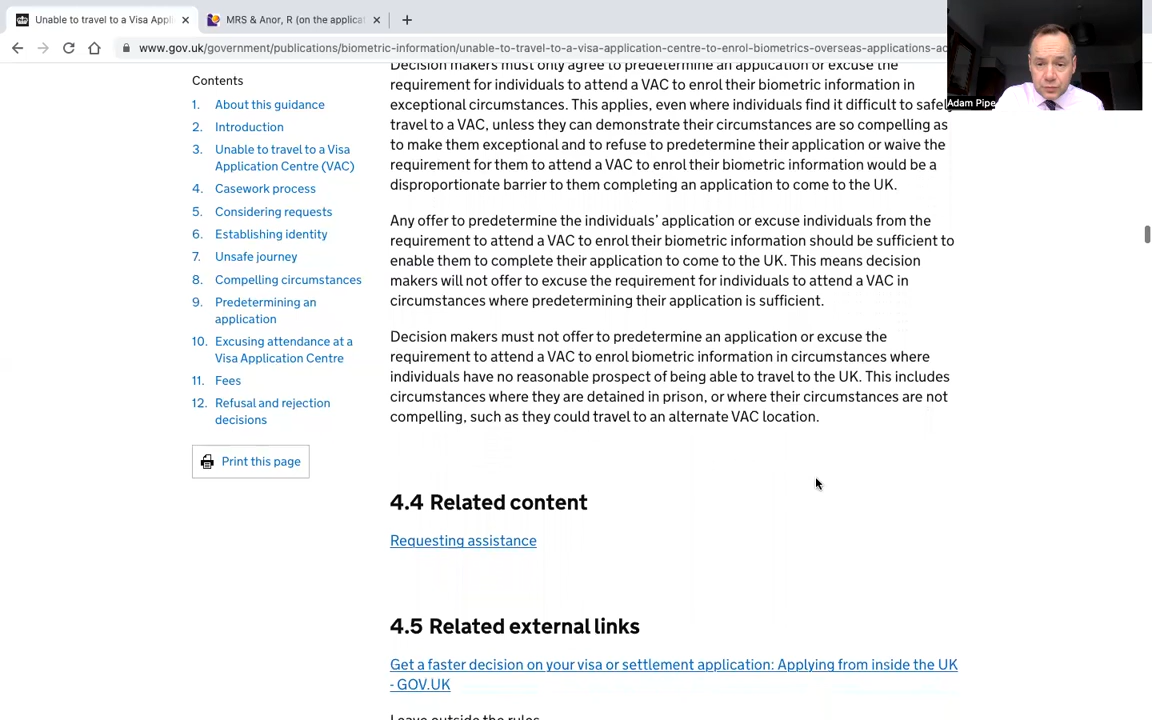 Unable to travel to a Visa Appli
MRS & Anor, R (on the applicat
www.gov.uk/government/publications/biometric-information/unable-to-travel-to-a-visa-application-centre-to-enrol-biometrics-overseas-applications-ac
Adam Pipe
Contents
1. About this guidance
2. Introduction
3. Unable to travel to a Visa
Application Centre (VAC)
4. Casework process
5. Considering requests
6. Establishing identity
7. Unsafe journey
8. Compelling circumstances
9. Predetermining an
application
10. Excusing attendance at a
Visa Application Centre
11. Fees
12. Refusal and rejection
decisions
Print this page
Decision makers must only agree to predetermine an application or excuse the
requirement for individuals to attend a VAC to enrol their biometric information in
exceptional circumstances. This applies, even where individuals find it difficult to safel
travel to a VAC, unless they can demonstrate their circumstances are so compelling as
to make them exceptional and to refuse to predetermine their application or waive the
requirement for them to attend a VAC to enrol their biometric information would be a
disproportionate barrier to them completing an application to come to the UK.
Any offer to predetermine the individuals’ application or excuse individuals from the
requirement to attend a VAC to enrol their biometric information should be sufficient to
enable them to complete their application to come to the UK. This means decision
makers will not offer to excuse the requirement for individuals to attend a VAC in
circumstances where predetermining their application is sufficient.
Decision makers must not offer to predetermine an application or excuse the
requirement to attend a VAC to enrol biometric information in circumstances where
individuals have no reasonable prospect of being able to travel to the UK. This includes
circumstances where they are detained in prison, or where their circumstances are not
compelling, such as they could travel to an alternate VAC location.
4.4 Related content
Requesting assistance
4.5 Related external links
Get a faster decision on your visa or settlement application: Applying from inside the UK
- GOV.UK
Leave outside the rules